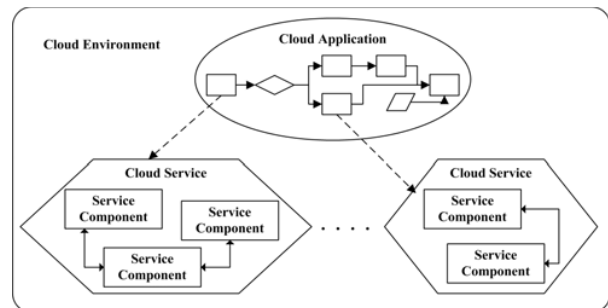 Cloud Environment
Cloud Application
Cloud Service
Service
Component
Service
Component
Service
Component
. . . .
Cloud Service
Service
Component
Service
Component